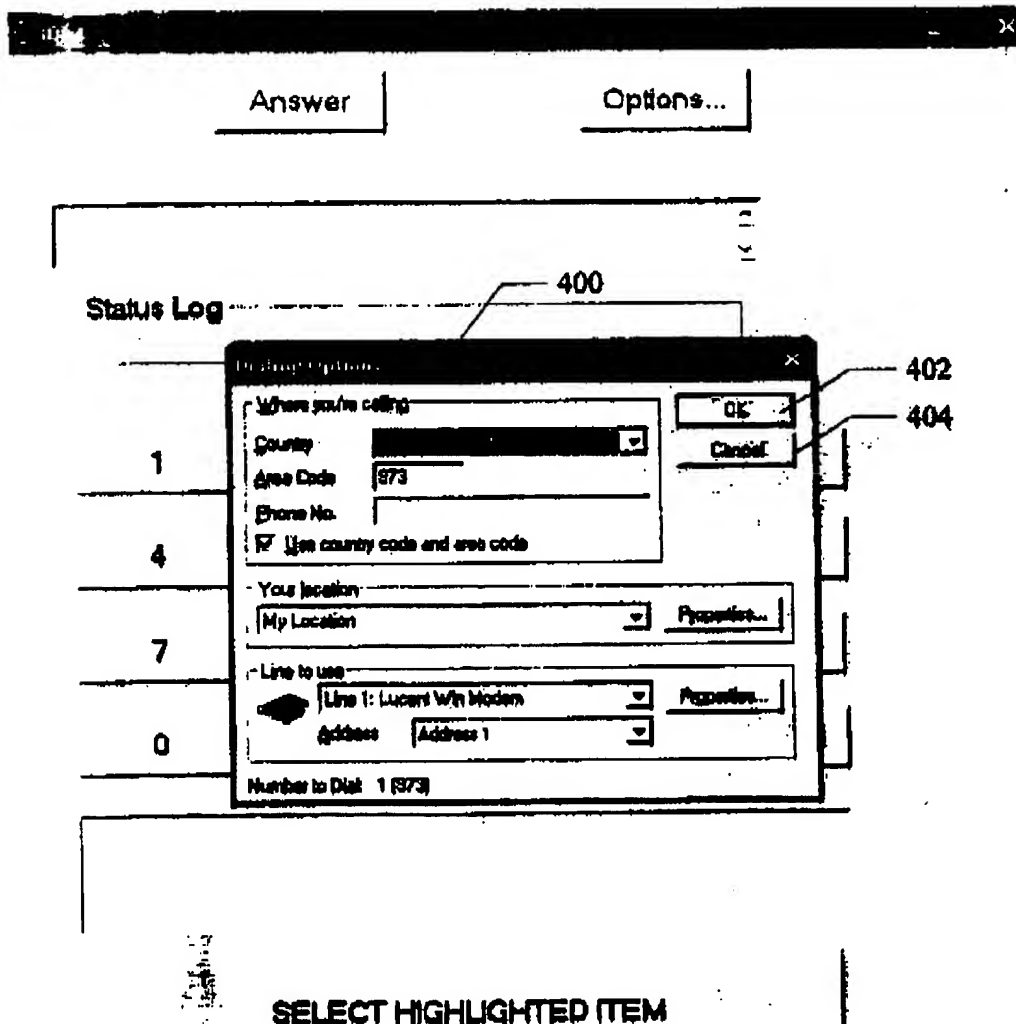 Answer
Options...
400
Status Log
Dialing Options
402
Where you're calling
OK
404
Country
Cancel
1
Area Code 973
Phone No.
Use country code and area code
4
Your location
My Location
Properties...
7
Line to use
Line 1: Lucent Win Modem
Properties...
Address
Address 1
0
Number to Dial: 1 (973)
SELECT HIGHLIGHTED ITEM